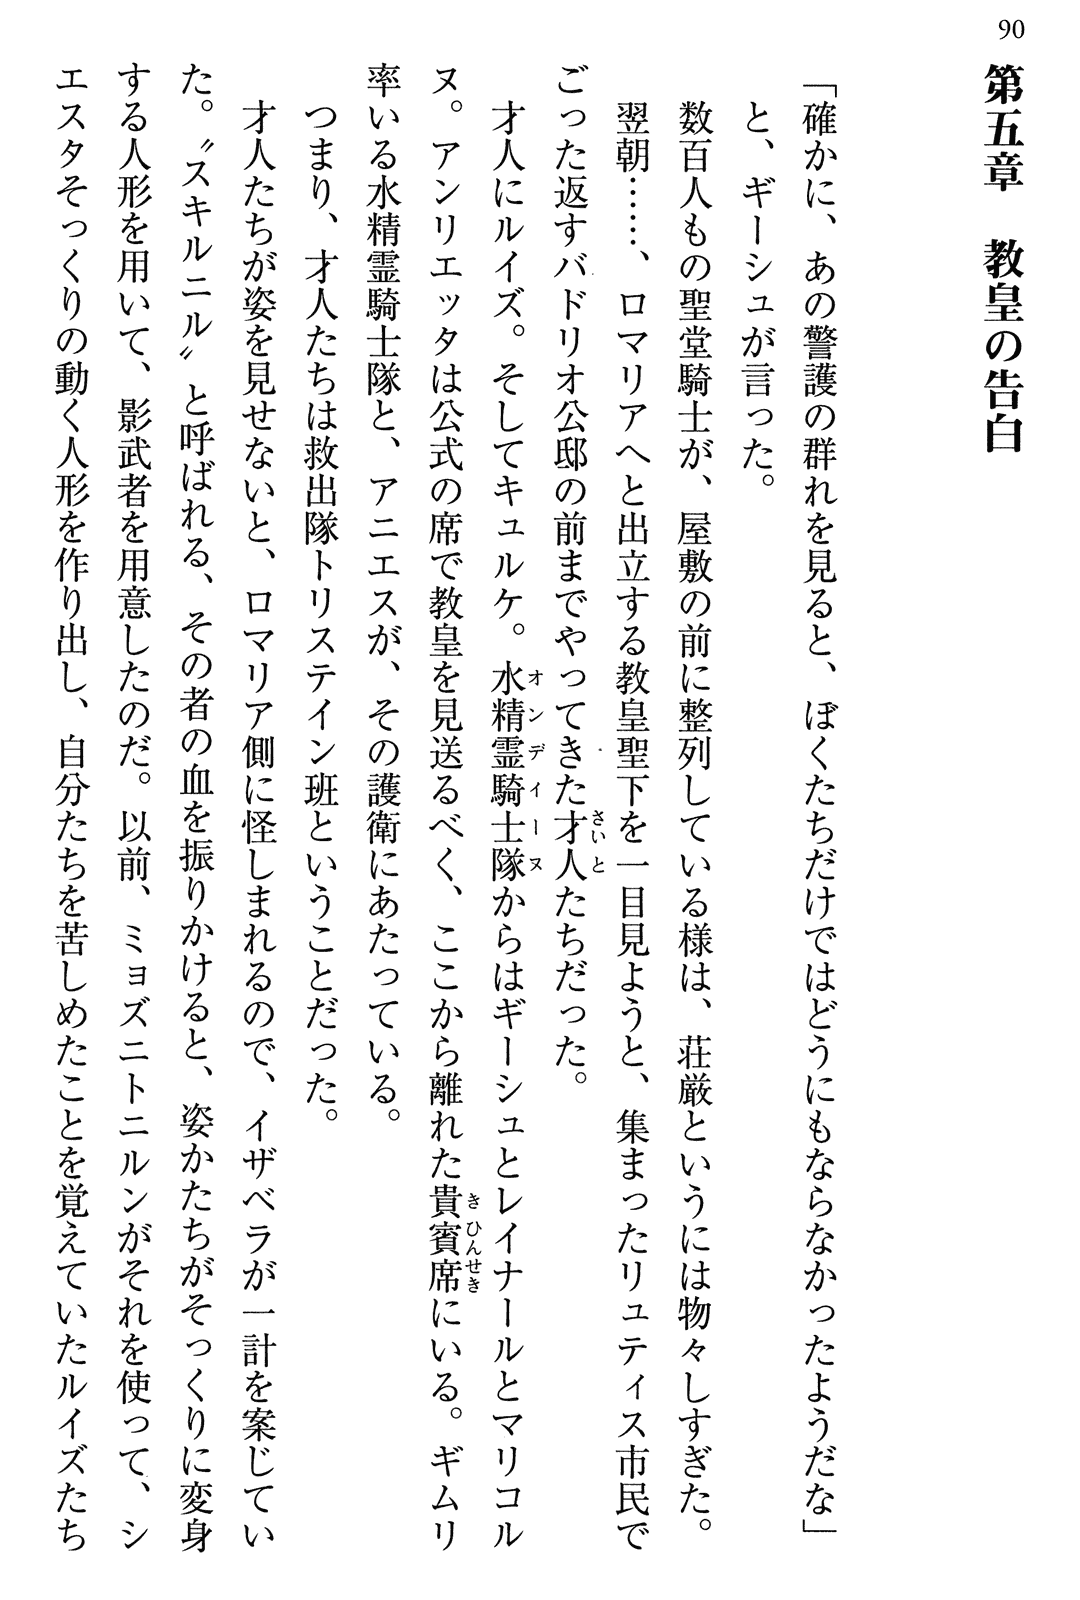 90
第五章　教皇の告白
「確かに、あの警護の群れを見ると、ぼくたちだけではどうにもならなかったようだな」
と、ギーシュが言った。
数百人もの聖堂騎士が、屋敷の前に整列している様は、荘厳というには物々しすぎた。
翌朝……、ロマリアへと出立する教皇聖下を一目見ようと、集まったリュティス市民で
ごった返すバドリオ公邸の前までやってきた才人たちだった。
さいと
才人にルイズ。そしてキュルケ。水精霊騎士隊からはギーシュとレイナールとマリコル
オンディーヌ
ヌ。アンリエッタは公式の席で教皇を見送るべく、ここから離れた貴賓席にいる。ギムリ
きひんせき
率いる水精霊騎士隊と、アニエスが、その護衛にあたっている。
つまり、才人たちは救出隊トリステイン班ということだった。
才人たちが姿を見せないと、ロマリア側に怪しまれるので、イザベラが一計を案じてい
た。〝スキルニル〟と呼ばれる、その者の血を振りかけると、姿かたちがそっくりに変身
する人形を用いて、影武者を用意したのだ。以前、ミョズニトニルンがそれを使って、シ
エスタそっくりの動く人形を作り出し、自分たちを苦しめたことを覚えていたルイズたち